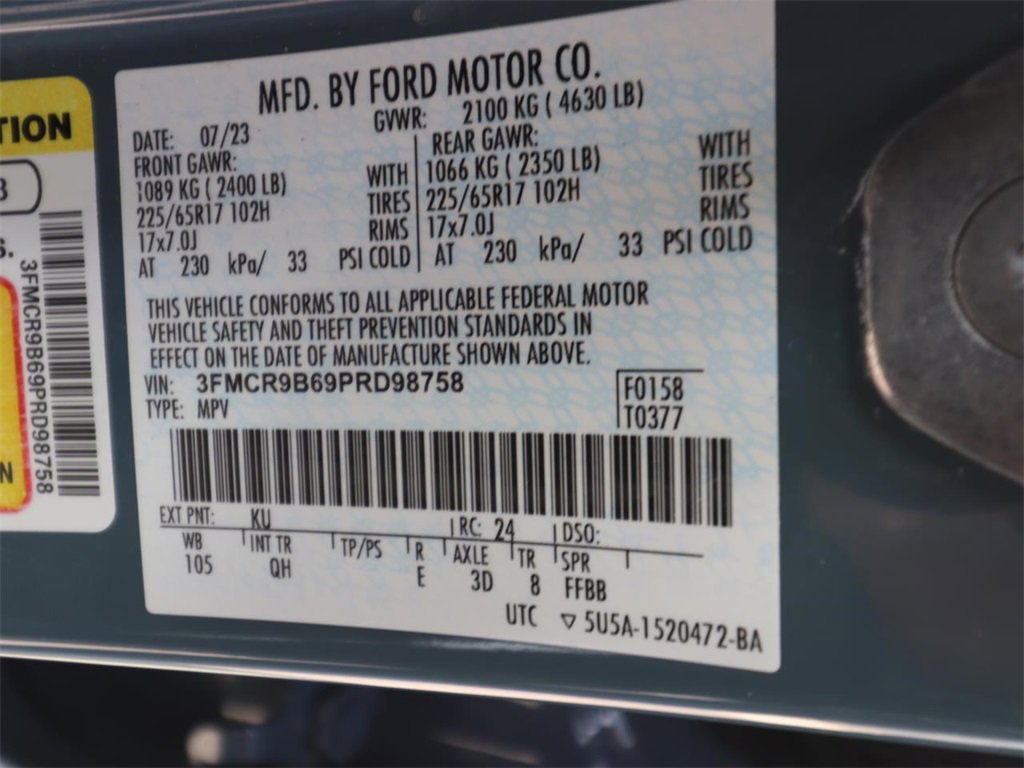 TION
3
S.
3FMCR9B69PRD98758
N
MFD. BY FORD MOTOR CO.
DATE: 07/23 GVWR: 2100 KG ( 4630 LB)
FRONT GAWR: REAR GAWR:
1089 KG ( 2400 LB) WITH 1066 KG ( 2350 LB) WITH
225/65R17 102H TIRES 225/65R17 102H TIRES
17x7.0J RIMS 17x7.0J RIMS
AT 230 kPa/ 33 PSI COLD AT 230 kPa/ 33 PSI COLD
THIS VEHICLE CONFORMS TO ALL APPLICABLE FEDERAL MOTOR
VEHICLE SAFETY AND THEFT PREVENTION STANDARDS IN
EFFECT ON THE DATE OF MANUFACTURE SHOWN ABOVE.
VIN: 3FMCR9B69PRD98758 F0158
TYPE: MPV T0377
EXT PNT: KU RC: 24 DSO:
WB INT TR TP/PS R AXLE TR SPR
105 QH E 3D 8 FFBB
UTC ▽ 5U5A-1520472-BA